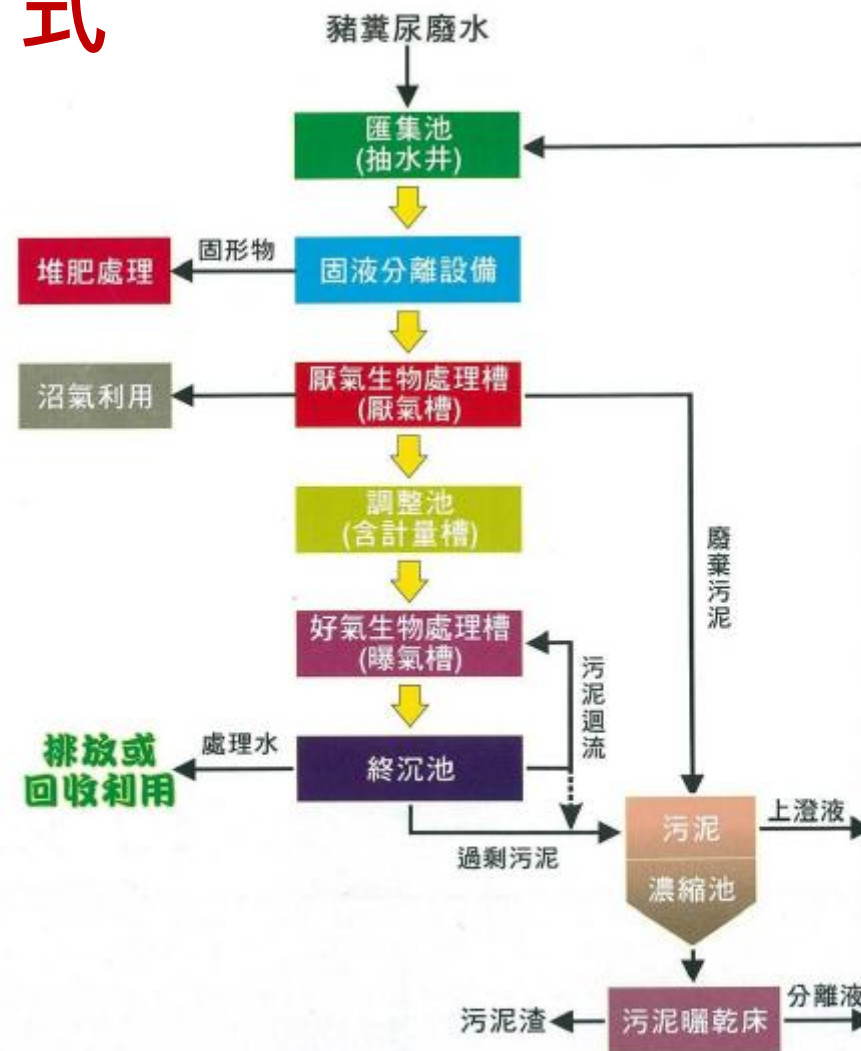 式
豬糞尿廢水
匯集池
(抽水井)
固形物
堆肥處理
固液分離設備
沼氣利用
厭氣生物處理槽
(厭氣槽)
調整池
(含計量槽)
廢棄污泥
好氣生物處理槽
(曝氣槽)
污泥迴流
排放或
回收利用
處理水
終沉池
過剩污泥
污泥
濃縮池
上澄液
污泥渣
污泥曬乾床
分離液